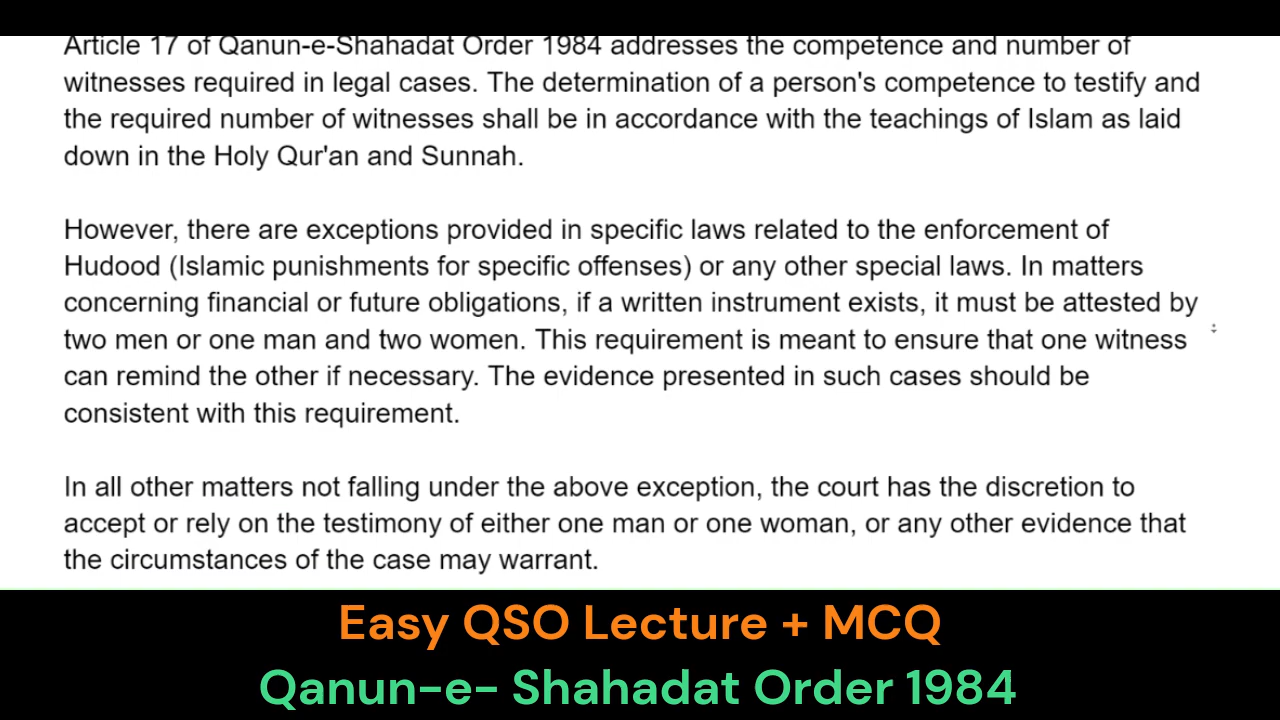 Article 17 of Qanun-e-Shahadat Order 1984 addresses the competence and number of
witnesses required in legal cases. The determination of a person's competence to testify and
the required number of witnesses shall be in accordance with the teachings of Islam as laid
down in the Holy Qur'an and Sunnah.
However, there are exceptions provided in specific laws related to the enforcement of
Hudood (Islamic punishments for specific offenses) or any other special laws. In matters
concerning financial or future obligations, if a written instrument exists, it must be attested by
two men or one man and two women. This requirement is meant to ensure that one witness
can remind the other if necessary. The evidence presented in such cases should be
consistent with this requirement.
In all other matters not falling under the above exception, the court has the discretion to
accept or rely on the testimony of either one man or one woman, or any other evidence that
the circumstances of the case may warrant.
Easy QSO Lecture + MCQ
Qanun-e- Shahadat Order 1984